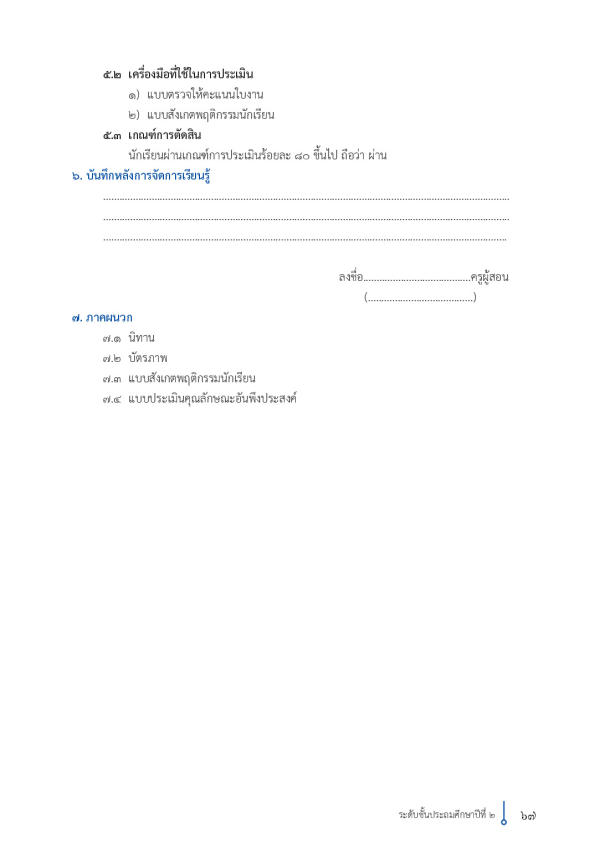 ๕.๒ เครื่องมือที่ใช้ในการประเมิน
๑) แบบตรวจให้คะแนนใบงาน
๒) แบบสังเกตพฤติกรรมนักเรียน
๕.๓ เกณฑ์การตัดสิน
นักเรียนผ่านเกณฑ์การประเมินร้อยละ ๘๐ ขึ้นไป ถือว่า ผ่าน
๖. บันทึกหลังการจัดการเรียนรู้
......................................................................................................................................................
......................................................................................................................................................
.....................................................................................................................................................
ลงชื่อ........................................ครูผู้สอน
(.......................................)
๗. ภาคผนวก
๗.๑ นิทาน
๗.๒ บัตรภาพ
๗.๓ แบบสังเกตพฤติกรรมนักเรียน
๗.๔ แบบประเมินคุณลักษณะอันพึงประสงค์
ระดับชั้นประถมศึกษาปีที่ ๒ ๖๗